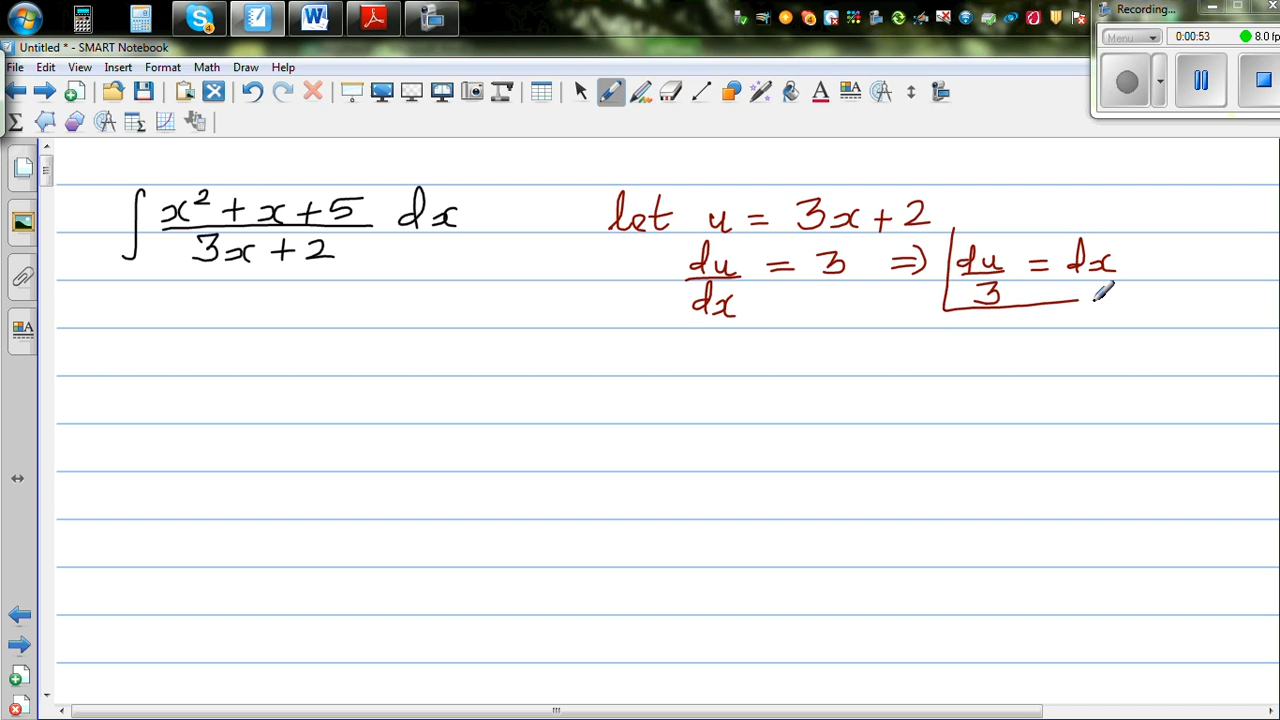 Recording...
Menu
0:00:53
8.0 fp
Untitled * - SMART Notebook
File Edit View Insert Format Math Draw Help
∫ x² + x + 5 dx
3x + 2
let u = 3x + 2
du = 3 ⇒ du = dx
dx 3